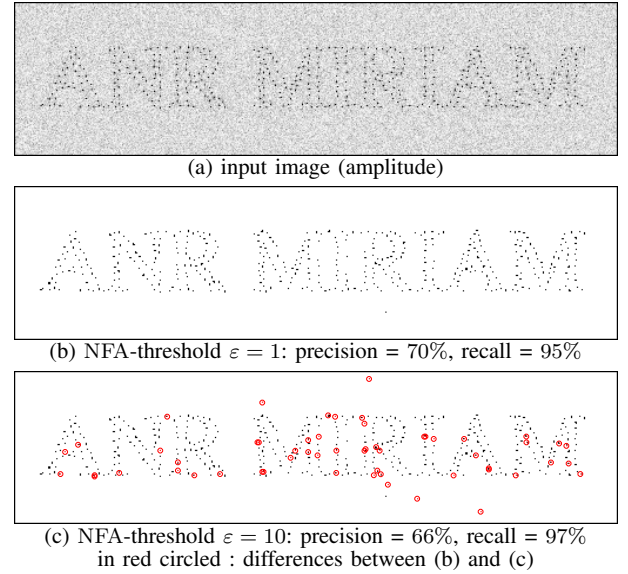 ANR MIRIAM
(a) input image (amplitude)
ANR MIRIAM
(b) NFA-threshold ε = 1: precision = 70%, recall = 95%
ANR MIRIAM
(c) NFA-threshold ε = 10: precision = 66%, recall = 97%
in red circled : differences between (b) and (c)